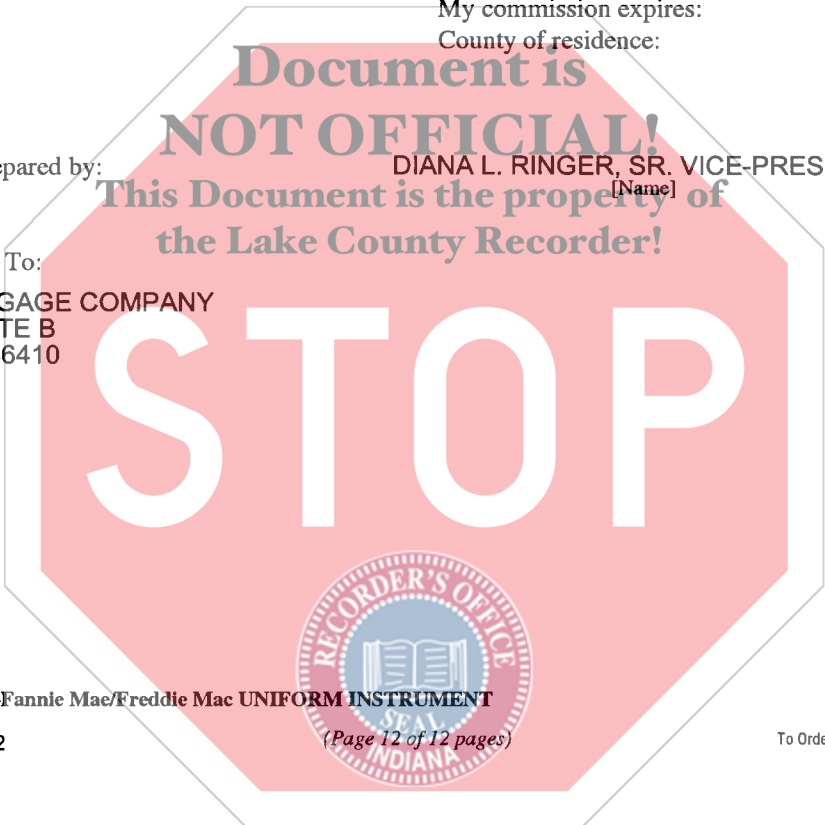 My commission expires:
County of residence:
Document is
NOT OFFICIAL!
epared by:
DIANA L. RINGER, SR. VICE-PRES
[Name]
This Document is the property of
the Lake County Recorder!
To:
GAGE COMPANY
TE B
6410
STOP
RECORDER'S OFFICE
SEAL
INDIANA
Fannie Mae/Freddie Mac UNIFORM INSTRUMENT
2
(Page 12 of 12 pages)
To Orde